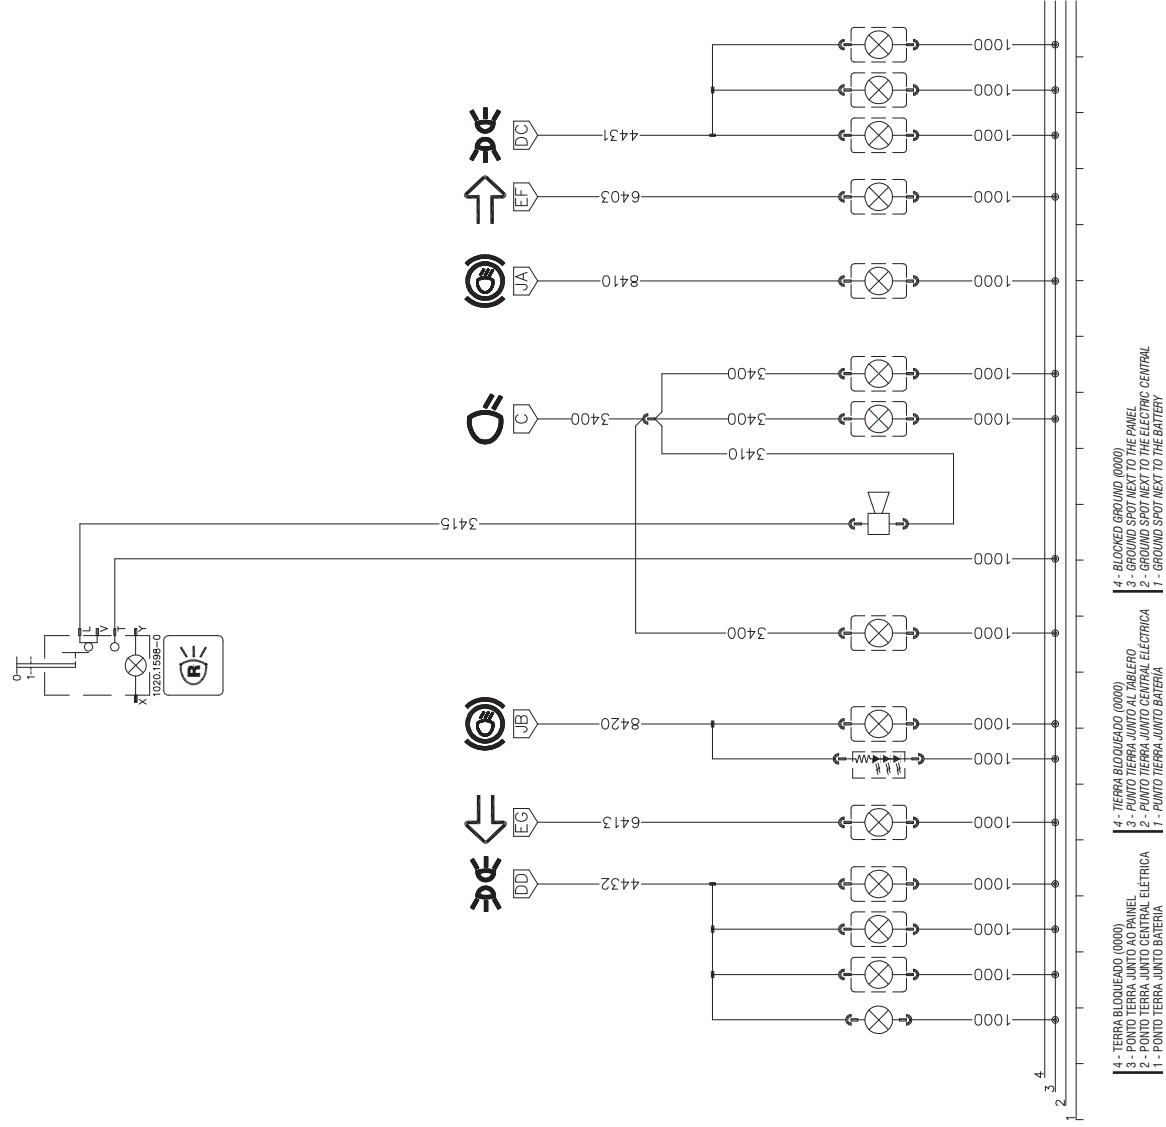 1000
1000
DC
4431
1000
EF
6403
1000
JA
8410
1000
3400
1000
C
3400
3400
1000
3410
3415
1000
L
V
T
Y
X
0
1
1020.1598-0
R
3400
1000
JB
8420
1000
1000
EG
6413
1000
DD
4432
1000
1000
1000
1000
4
3
2
1
4 - TERRA BLOQUEADO (0000)
3 - PONTO TERRA JUNTO AO PAINEL
2 - PONTO TERRA JUNTO CENTRAL ELÉTRICA
1 - PONTO TERRA JUNTO BATERIA
4 - TIERRA BLOQUEADO (0000)
3 - PUNTO TIERRA JUNTO AL TABLERO
2 - PUNTO TIERRA JUNTO CENTRAL ELÉCTRICA
1 - PUNTO TIERRA JUNTO BATERÍA
4 - BLOCKED GROUND (0000)
3 - GROUND SPOT NEXT TO THE PANEL
2 - GROUND SPOT NEXT TO THE ELECTRIC CENTRAL
1 - GROUND SPOT NEXT TO THE BATTERY